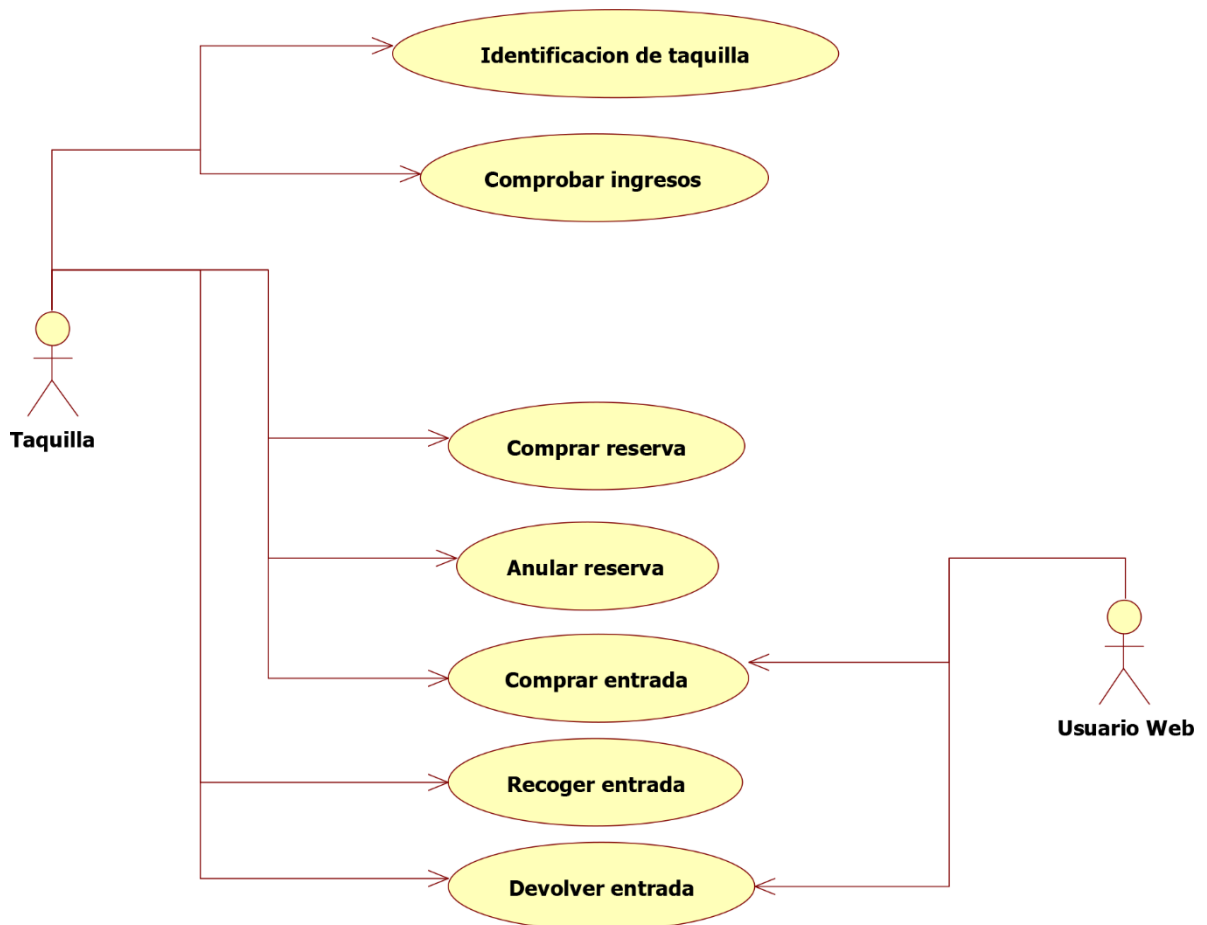 Identificacion de taquilla
Comprobar ingresos
Taquilla
Comprar reserva
Anular reserva
Comprar entrada
Usuario Web
Recoger entrada
Devolver entrada